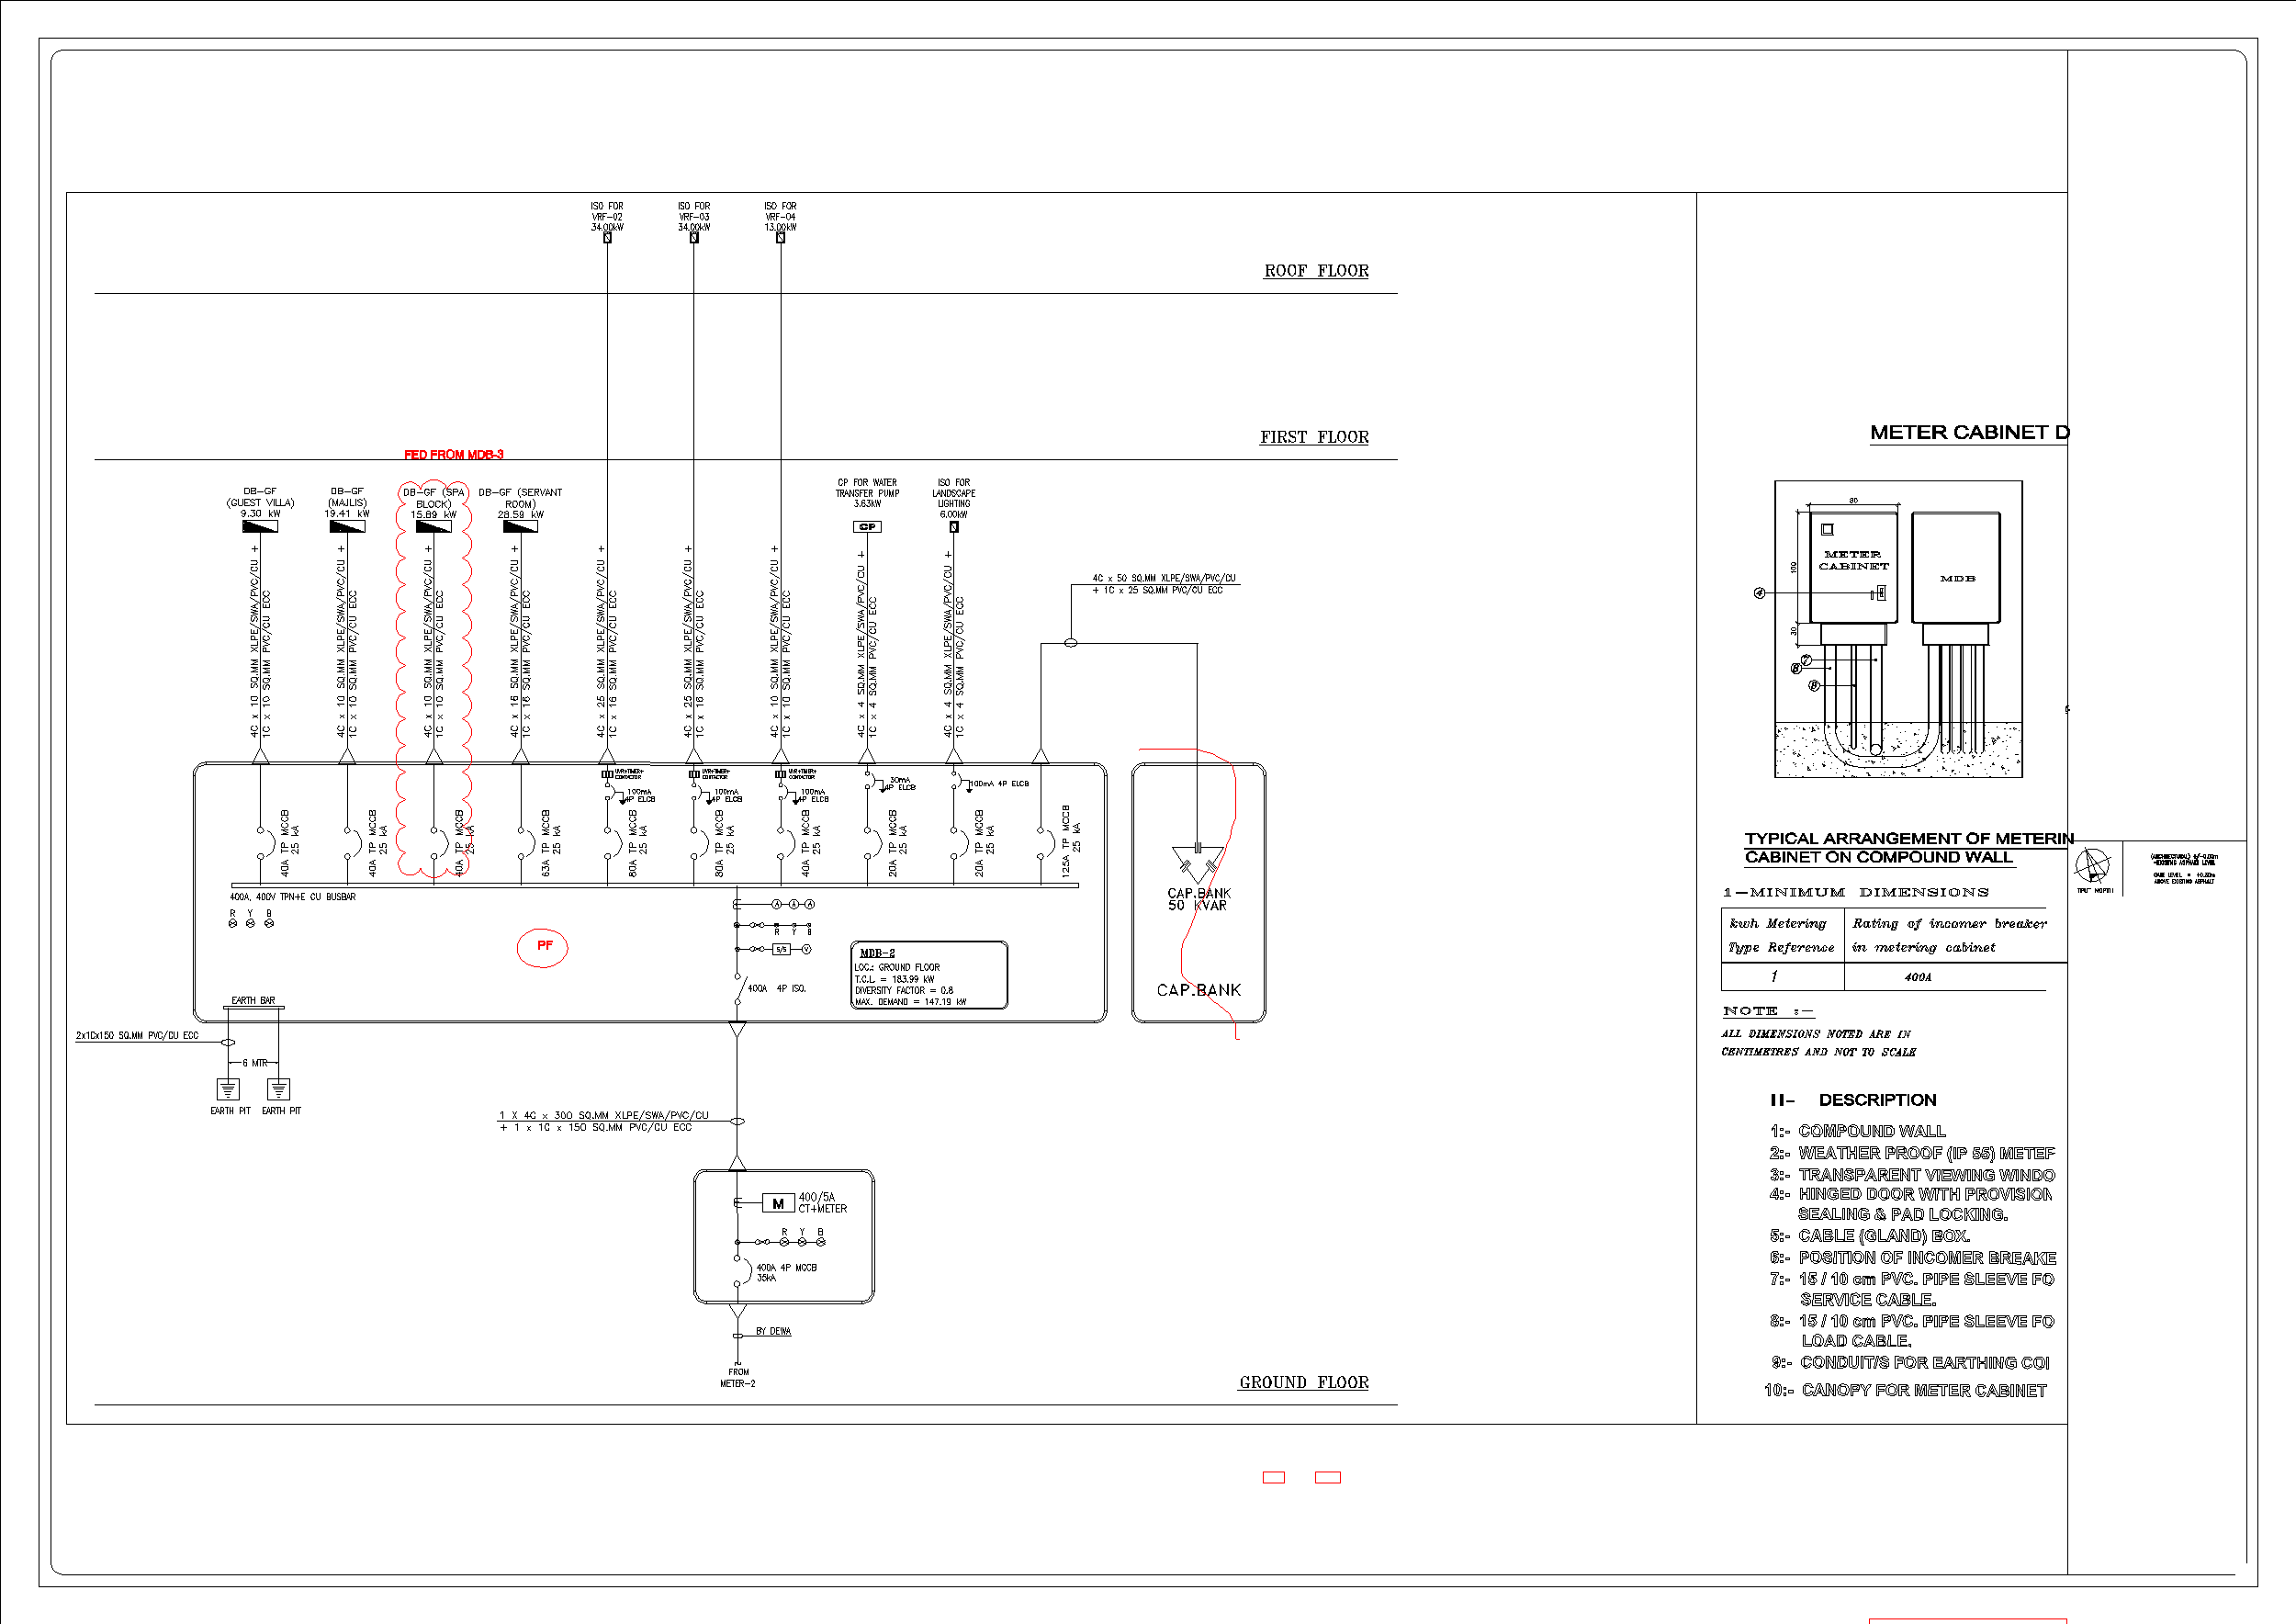 ISO FOR
VRF-02
34.00kW
ISO FOR
VRF-03
34.00kW
ISO FOR
VRF-04
13.00kW
ROOF FLOOR
FIRST FLOOR
FED FROM MDB-3
DB-GF
(GUEST VILLA)
9.30 kW
DB-GF
(MAJLIS)
19.41 kW
DB-GF (SPA
BLOCK)
15.89 kW
DB-GF (SERVANT
ROOM)
28.59 kW
CP FOR WATER
TRANSFER PUMP
3.63kW
CP
ISO FOR
LANDSCAPE
LIGHTING
6.00kW
4C x 10 SQ.MM XLPE/SWA/PVC/CU +
1C x 10 SQ.MM PVC/CU ECC
4C x 10 SQ.MM XLPE/SWA/PVC/CU +
1C x 10 SQ.MM PVC/CU ECC
4C x 10 SQ.MM XLPE/SWA/PVC/CU +
1C x 10 SQ.MM PVC/CU ECC
4C x 16 SQ.MM XLPE/SWA/PVC/CU +
1C x 16 SQ.MM PVC/CU ECC
4C x 25 SQ.MM XLPE/SWA/PVC/CU +
1C x 16 SQ.MM PVC/CU ECC
4C x 25 SQ.MM XLPE/SWA/PVC/CU +
1C x 16 SQ.MM PVC/CU ECC
4C x 10 SQ.MM XLPE/SWA/PVC/CU +
1C x 10 SQ.MM PVC/CU ECC
4C x 4 SQ.MM XLPE/SWA/PVC/CU +
1C x 4 SQ.MM PVC/CU ECC
4C x 4 SQ.MM XLPE/SWA/PVC/CU +
1C x 4 SQ.MM PVC/CU ECC
4C x 50 SQ.MM XLPE/SWA/PVC/CU
+ 1C x 25 SQ.MM PVC/CU ECC
UVR+TIMER+
CONTACTOR
100mA
4P ELCB
UVR+TIMER+
CONTACTOR
100mA
4P ELCB
UVR+TIMER+
CONTACTOR
100mA
4P ELCB
30mA
4P ELCB
100mA 4P ELCB
40A TP MCCB
25 kA
40A TP MCCB
25 kA
40A TP MCCB
25 kA
63A TP MCCB
25 kA
80A TP MCCB
25 kA
80A TP MCCB
25 kA
40A TP MCCB
25 kA
20A TP MCCB
25 kA
20A TP MCCB
25 kA
125A TP MCCB
25 kA
400A, 400V TPN+E CU BUSBAR
R Y B
PF
A A A
R Y B
S/S V
400A 4P ISO.
MDB-2
LOC.: GROUND FLOOR
T.C.L. = 183.99 kW
DIVERSITY FACTOR = 0.8
MAX. DEMAND = 147.19 kW
CAP.BANK
50 KVAR
CAP.BANK
EARTH BAR
2x1Cx150 SQ.MM PVC/CU ECC
6 MTR
EARTH PIT EARTH PIT
1 X 4C x 300 SQ.MM XLPE/SWA/PVC/CU
+ 1 x 1C x 150 SQ.MM PVC/CU ECC
M
400/5A
CT+METER
R Y B
400A 4P MCCB
35kA
BY DEWA
FROM
METER-2
GROUND FLOOR
METER CABINET D
80
100
30
METER
CABINET
MDB
4
7
6
8
TYPICAL ARRANGEMENT OF METERIN
CABINET ON COMPOUND WALL
1-MINIMUM DIMENSIONS
kwh Metering Rating of incomer breaker
Type Reference in metering cabinet
1 400A
NOTE :-
ALL DIMENSIONS NOTED ARE IN
CENTIMETRES AND NOT TO SCALE
II- DESCRIPTION
1:- COMPOUND WALL
2:- WEATHER PROOF (IP 55) METER
3:- TRANSPARENT VIEWING WINDO
4:- HINGED DOOR WITH PROVISION
SEALING & PAD LOCKING.
5:- CABLE (GLAND) BOX.
6:- POSITION OF INCOMER BREAKE
7:- 15 / 10 cm PVC. PIPE SLEEVE FO
SERVICE CABLE.
8:- 15 / 10 cm PVC. PIPE SLEEVE FO
LOAD CABLE.
9:- CONDUIT/S FOR EARTHING CO
10:- CANOPY FOR METER CABINET